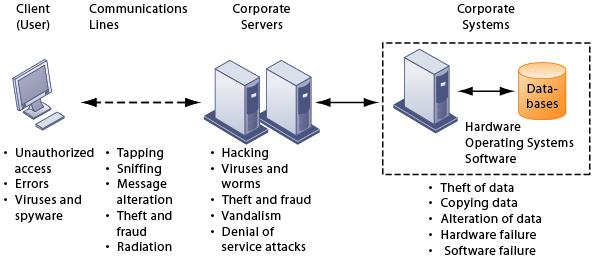 Client
(User)
Communications
Lines
Corporate
Servers
Corporate
Systems
Data-
bases
Hardware
Operating Systems
Software
• Unauthorized
access
• Errors
• Viruses and
spyware
• Tapping
• Sniffing
• Message
alteration
• Theft and
fraud
• Radiation
• Hacking
• Viruses and
worms
• Theft and fraud
• Vandalism
• Denial of
service attacks
• Theft of data
• Copying data
• Alteration of data
• Hardware failure
• Software failure